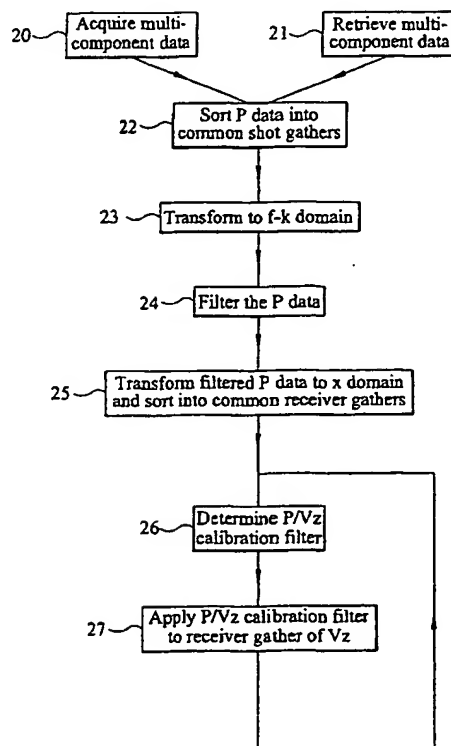 20
Acquire multi-
component data
21
Retrieve multi-
component data
22
Sort P data into
common shot gathers
23
Transform to f-k domain
24
Filter the P data
25
Transform filtered P data to x domain
and sort into common receiver gathers
26
Determine P/Vz
calibration filter
27
Apply P/Vz calibration filter
to receiver gather of Vz